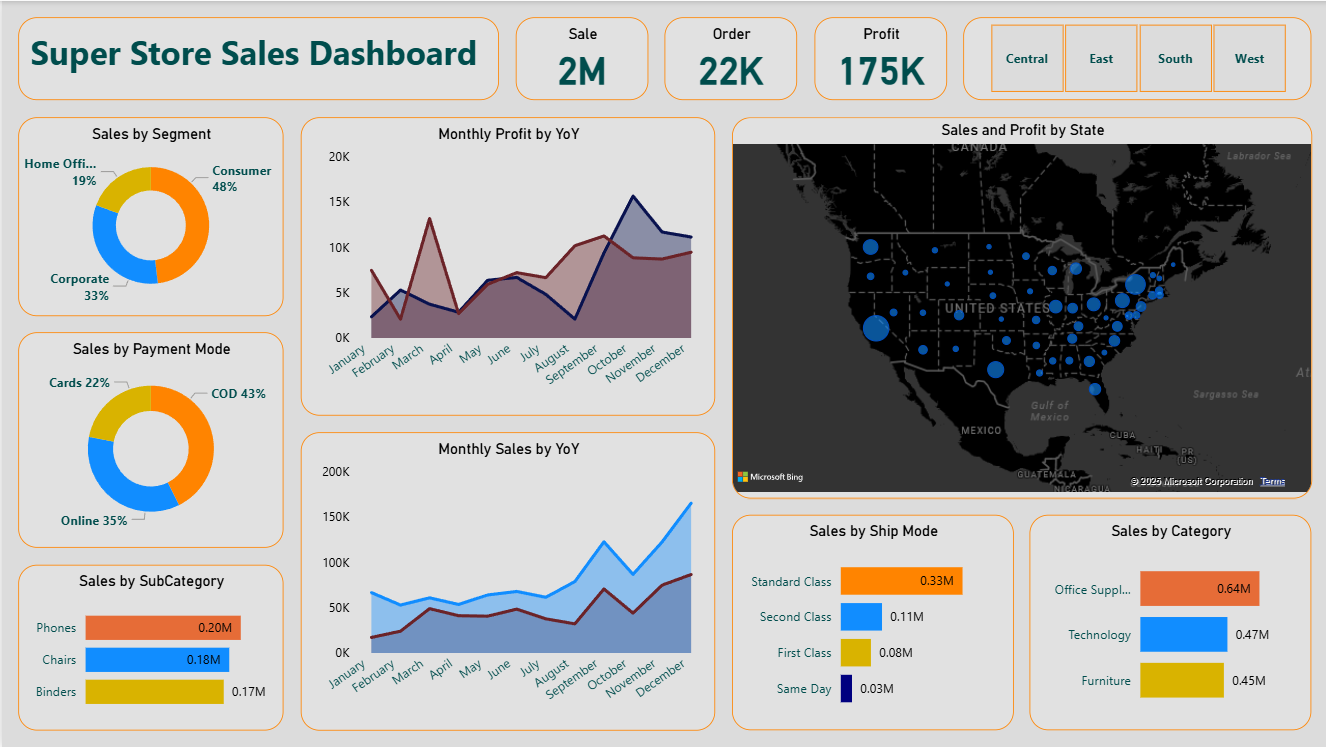 Super Store Sales Dashboard
Sale
2M
Order
22K
Profit
175K
Central
East
South
West
Sales by Segment
Home Offi...
19%
Consumer
48%
Corporate
33%
Sales by Payment Mode
Cards 22%
COD 43%
Online 35%
Sales by SubCategory
Phones
0.20M
Chairs
0.18M
Binders
0.17M
Monthly Profit by YoY
20K
15K
10K
5K
0K
January
February
March
April
May
June
July
August
September
October
November
December
Monthly Sales by YoY
200K
150K
100K
50K
0K
January
February
March
April
May
June
July
August
September
October
November
December
Sales and Profit by State
CANADA
Labrador Sea
UNITED STATES
At
Sargasso Sea
Gulf of
Mexico
MEXICO
CUBA
HAITI
PR
(US)
GUATEMALA
NICARAGUA
Microsoft Bing
© 2025 Microsoft Corporation
Terms
Sales by Ship Mode
Standard Class
0.33M
Second Class
0.11M
First Class
0.08M
Same Day
0.03M
Sales by Category
Office Suppl...
0.64M
Technology
0.47M
Furniture
0.45M